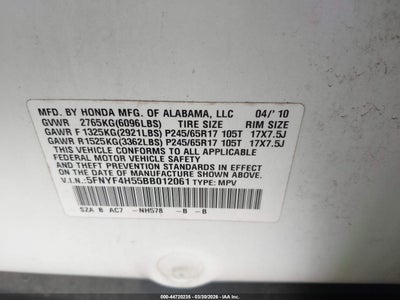 MFD. BY HONDA MFG. OF ALABAMA, LLC 04/' 10
GVWR 2765KG(6096LBS) TIRE SIZE RIM SIZE
GAWR F 1325KG(2921LBS) P245/65R17 105T 17X7.5J
GAWR R 1525KG(3362LBS) P245/65R17 105T 17X7.5J
THIS VEHICLE CONFORMS TO ALL APPLICABLE
FEDERAL MOTOR VEHICLE SAFETY AND THEFT
PREVENTION STANDARDS IN EFFECT ON THE DATE
OF MANUFACTURE SHOWN ABOVE.
V.I.N.: 5FNYF4H55BB012061 TYPE: MPV
SZA B AC7 -NH578 -B -B
(000-44720235 - 03/30/2026 - IAAI.COM)